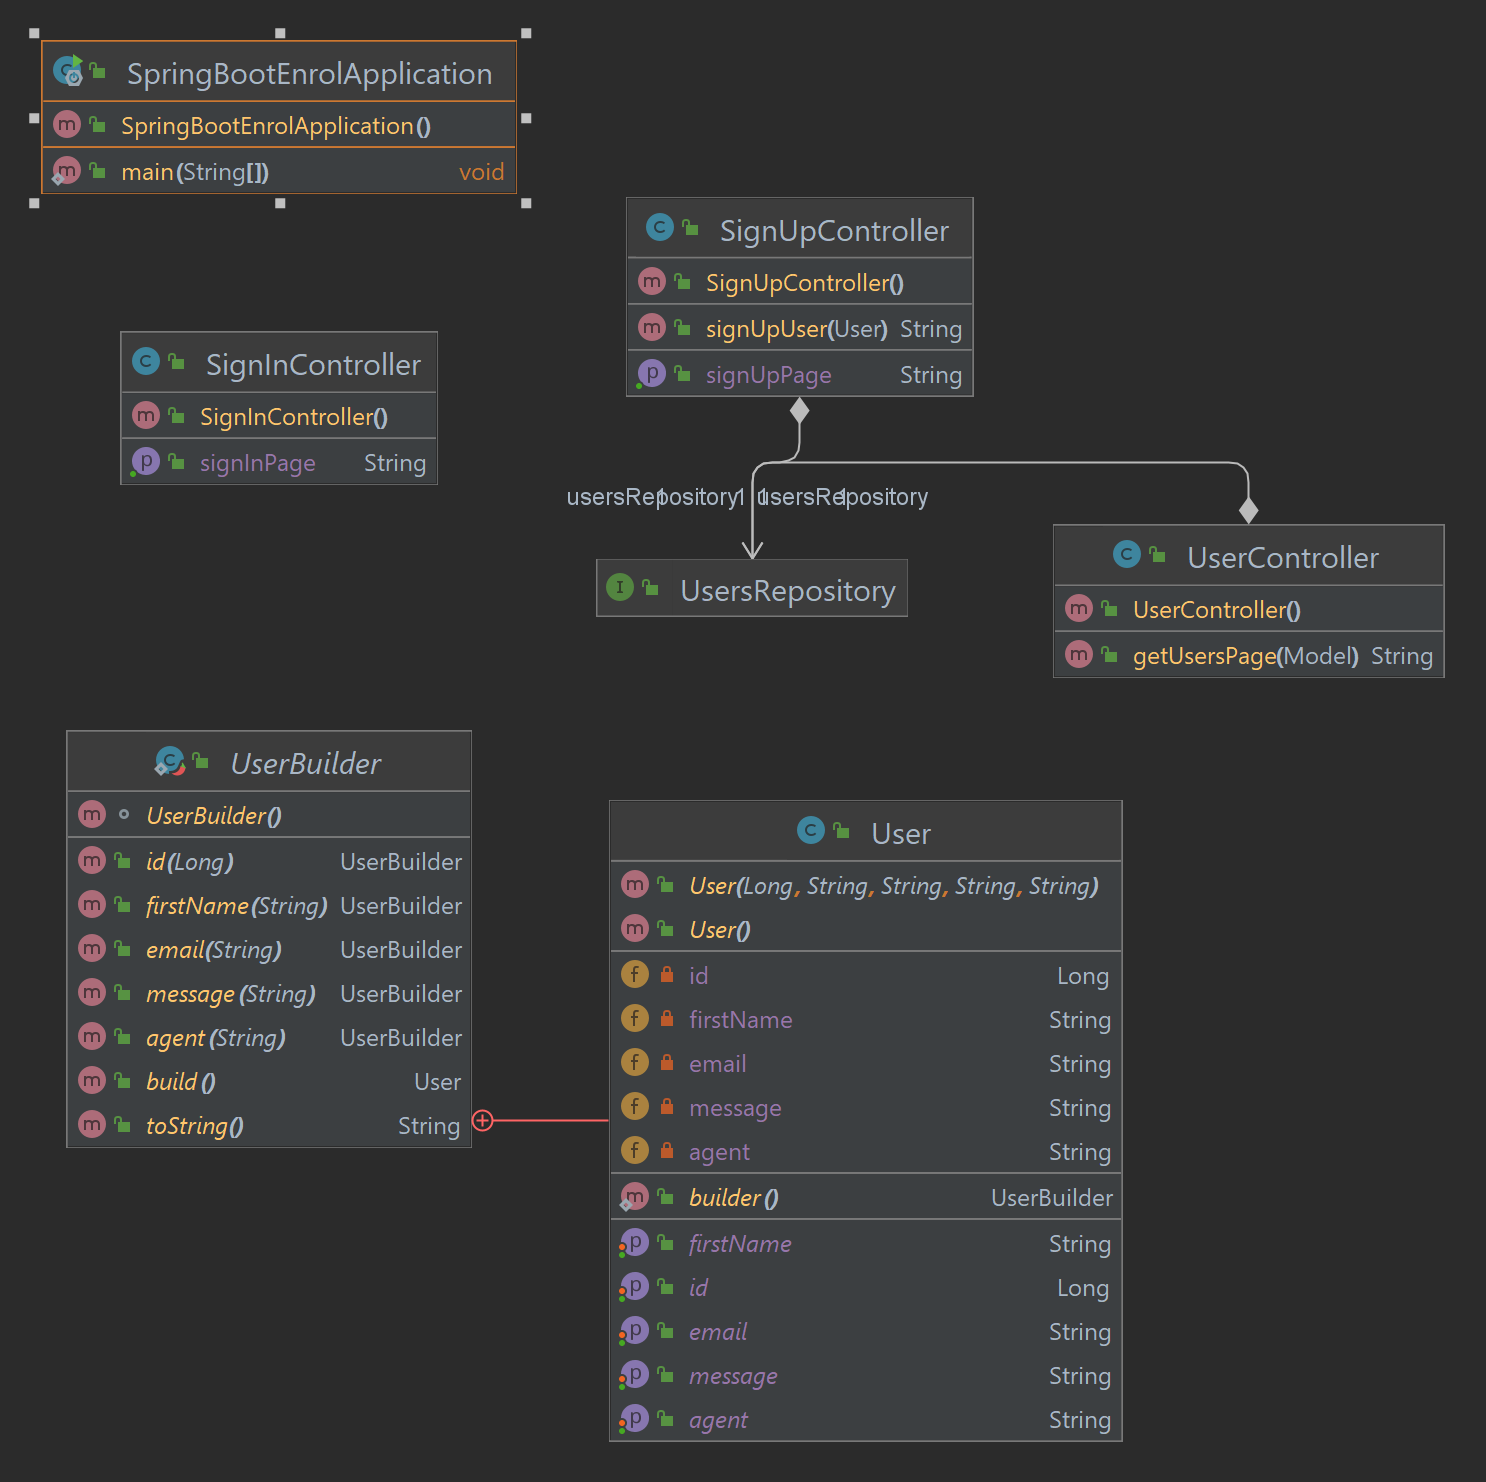 SpringBootEnrolApplication
SpringBootEnrolApplication()
main(String[]) void
SignUpController
SignUpController()
signUpUser(User) String
signUpPage String
SignInController
SignInController()
signInPage String
usersRepository 1 1 usersRepository 1
1
UsersRepository
UserController
UserController()
getUsersPage(Model) String
UserBuilder
UserBuilder()
id(Long) UserBuilder
firstName(String) UserBuilder
email(String) UserBuilder
message(String) UserBuilder
agent(String) UserBuilder
build() User
toString() String
User
User(Long, String, String, String, String)
User()
id Long
firstName String
email String
message String
agent String
builder() UserBuilder
firstName String
id Long
email String
message String
agent String